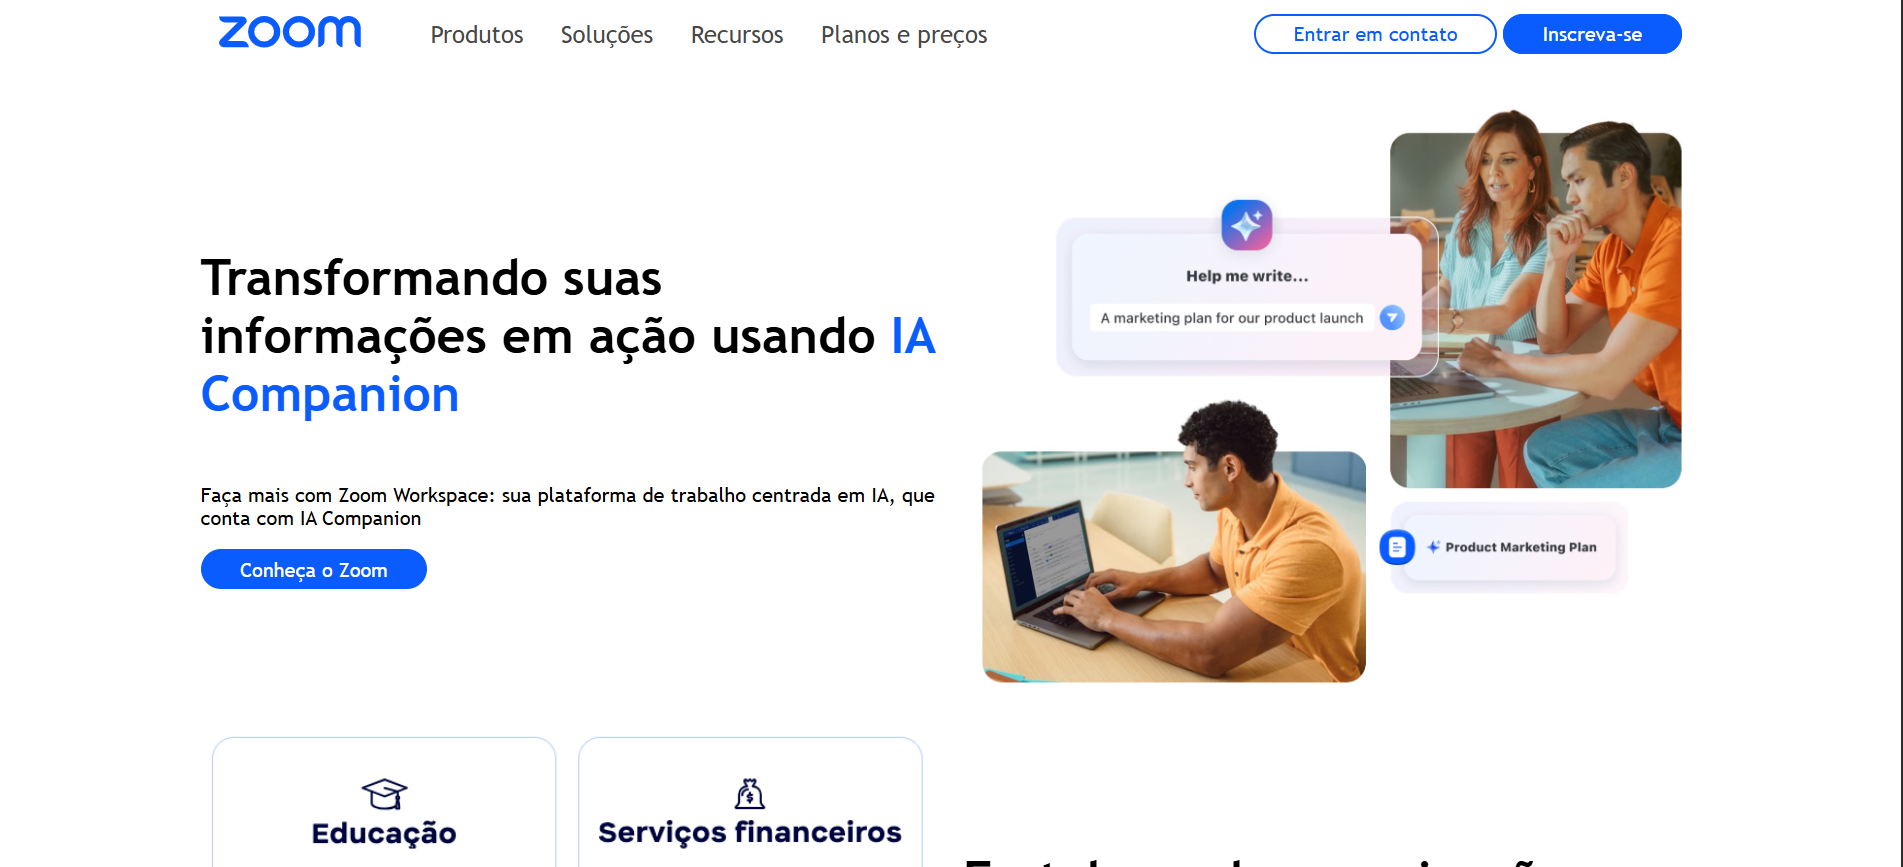 zoom
Produtos Soluções Recursos Planos e preços
Entrar em contato Inscreva-se
Transformando suas
informações em ação usando IA
Companion
Faça mais com Zoom Workspace: sua plataforma de trabalho centrada em IA, que
conta com IA Companion
Conheça o Zoom
Help me write...
A marketing plan for our product launch
Product Marketing Plan
Educação
Serviços financeiros